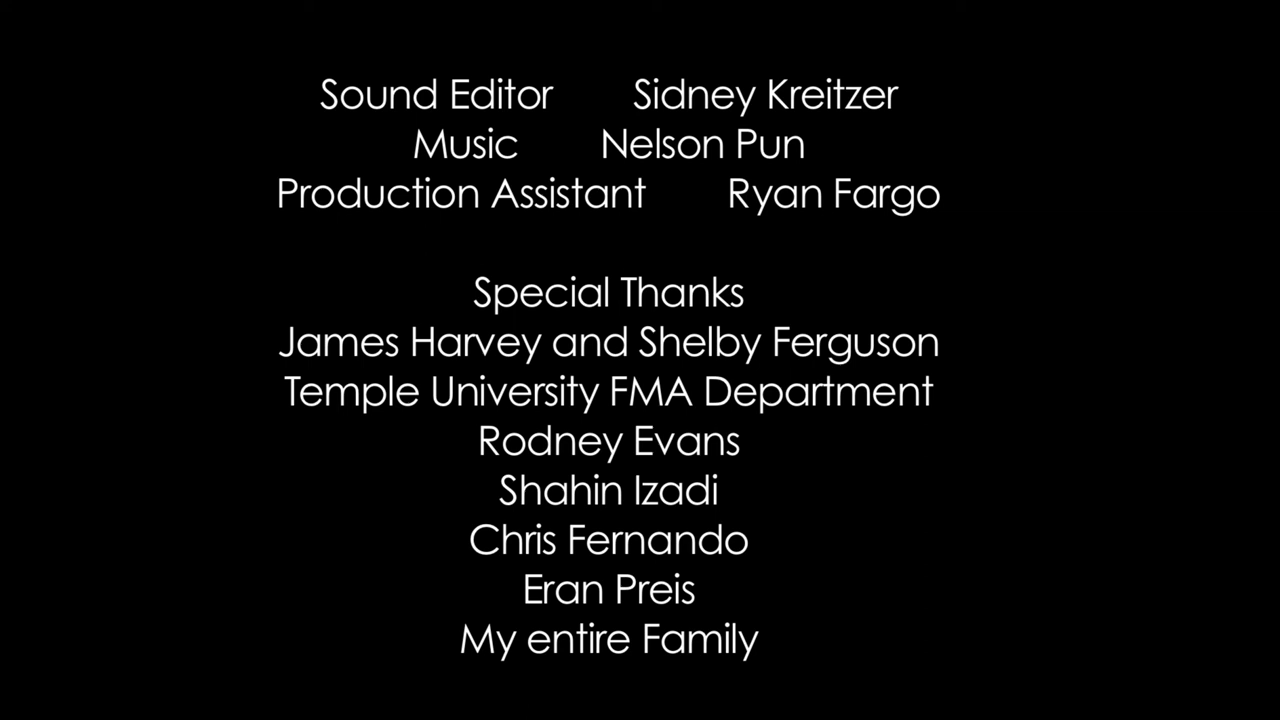 Sound Editor Sidney Kreitzer
Music Nelson Pun
Production Assistant Ryan Fargo
Special Thanks
James Harvey and Shelby Ferguson
Temple University FMA Department
Rodney Evans
Shahin Izadi
Chris Fernando
Eran Preis
My entire Family